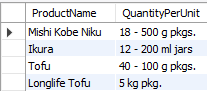 ProductName QuantityPerUnit
Mishi Kobe Niku 18 - 500 g pkgs.
Ikura 12 - 200 ml jars
Tofu 40 - 100 g pkgs.
Longlife Tofu 5 kg pkg.